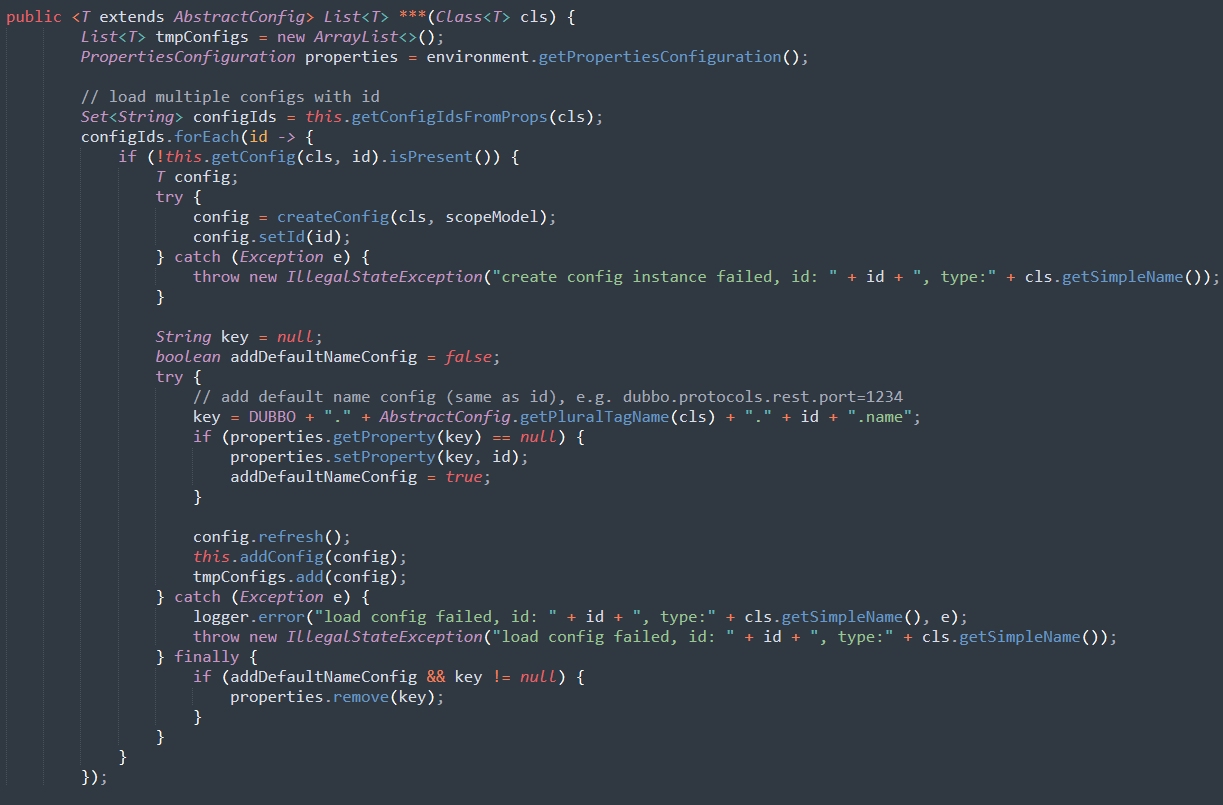 public <T extends AbstractConfig> List<T> ***(Class<T> cls) {
List<T> tmpConfigs = new ArrayList<>();
PropertiesConfiguration properties = environment.getPropertiesConfiguration();
// load multiple configs with id
Set<String> configIds = this.getConfigIdsFromProps(cls);
configIds.forEach(id -> {
if (!this.getConfig(cls, id).isPresent()) {
T config;
try {
config = createConfig(cls, scopeModel);
config.setId(id);
} catch (Exception e) {
throw new IllegalStateException("create config instance failed, id: " + id + ", type:" + cls.getSimpleName());
}
String key = null;
boolean addDefaultNameConfig = false;
try {
// add default name config (same as id), e.g. dubbo.protocols.rest.port=1234
key = DUBBO + "." + AbstractConfig.getPluralTagName(cls) + "." + id + ".name";
if (properties.getProperty(key) == null) {
properties.setProperty(key, id);
addDefaultNameConfig = true;
}
config.refresh();
this.addConfig(config);
tmpConfigs.add(config);
} catch (Exception e) {
logger.error("load config failed, id: " + id + ", type:" + cls.getSimpleName(), e);
throw new IllegalStateException("load config failed, id: " + id + ", type:" + cls.getSimpleName());
} finally {
if (addDefaultNameConfig && key != null) {
properties.remove(key);
}
}
}
});